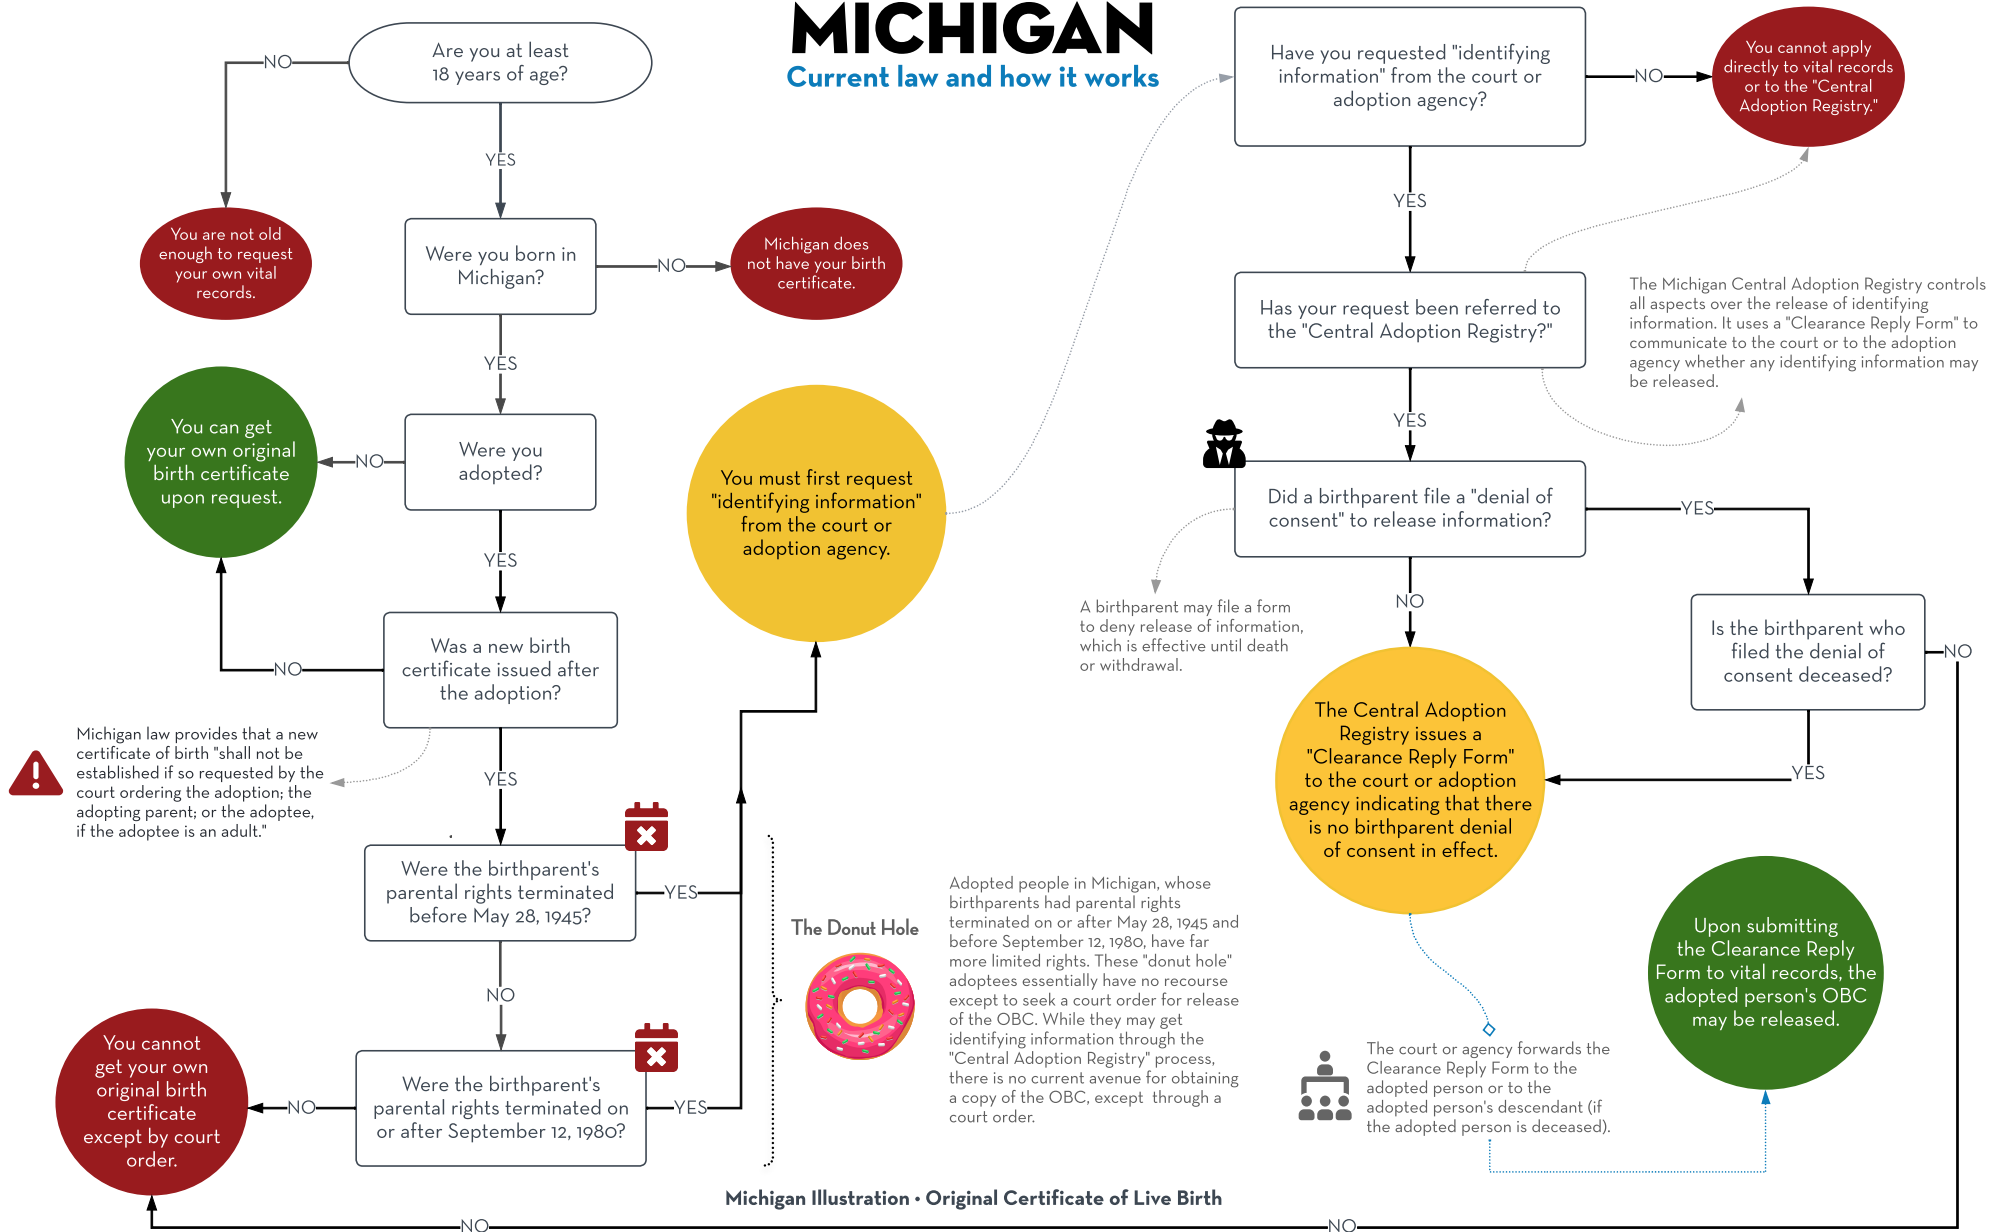 MICHIGAN
Current law and how it works
Are you at least
18 years of age?
NO
YES
You are not old
enough to request
your own vital
records.
Were you born in
Michigan?
NO
Michigan does
not have your birth
certificate.
YES
Were you
adopted?
NO
You can get
your own original
birth certificate
upon request.
YES
Was a new birth
certificate issued after
the adoption?
NO
Michigan law provides that a new
certificate of birth "shall not be
established if so requested by the
court ordering the adoption; the
adopting parent; or the adoptee,
if the adoptee is an adult."
YES
Were the birthparent's
parental rights terminated
before May 28, 1945?
YES
NO
Were the birthparent's
parental rights terminated on
or after September 12, 1980?
YES
NO
You cannot
get your own
original birth
certificate
except by court
order.
You must first request
"identifying information"
from the court or
adoption agency.
The Donut Hole
Adopted people in Michigan, whose
birthparents had parental rights
terminated on or after May 28, 1945 and
before September 12, 1980, have far
more limited rights. These "donut hole"
adoptees essentially have no recourse
except to seek a court order for release
of the OBC. While they may get
identifying information through the
"Central Adoption Registry" process,
there is no current avenue for obtaining
a copy of the OBC, except through a
court order.
Have you requested "identifying
information" from the court or
adoption agency?
NO
You cannot apply
directly to vital records
or to the "Central
Adoption Registry."
YES
Has your request been referred to
the "Central Adoption Registry?"
The Michigan Central Adoption Registry controls
all aspects over the release of identifying
information. It uses a "Clearance Reply Form" to
communicate to the court or to the adoption
agency whether any identifying information may
be released.
YES
Did a birthparent file a "denial of
consent" to release information?
YES
A birthparent may file a form
to deny release of information,
which is effective until death
or withdrawal.
NO
Is the birthparent who
filed the denial of
consent deceased?
NO
YES
The Central Adoption
Registry issues a
"Clearance Reply Form"
to the court or adoption
agency indicating that there
is no birthparent denial
of consent in effect.
The court or agency forwards the
Clearance Reply Form to the
adopted person or to the
adopted person's descendant (if
the adopted person is deceased).
Upon submitting
the Clearance Reply
Form to vital records, the
adopted person's OBC
may be released.
Michigan Illustration • Original Certificate of Live Birth
NO
NO